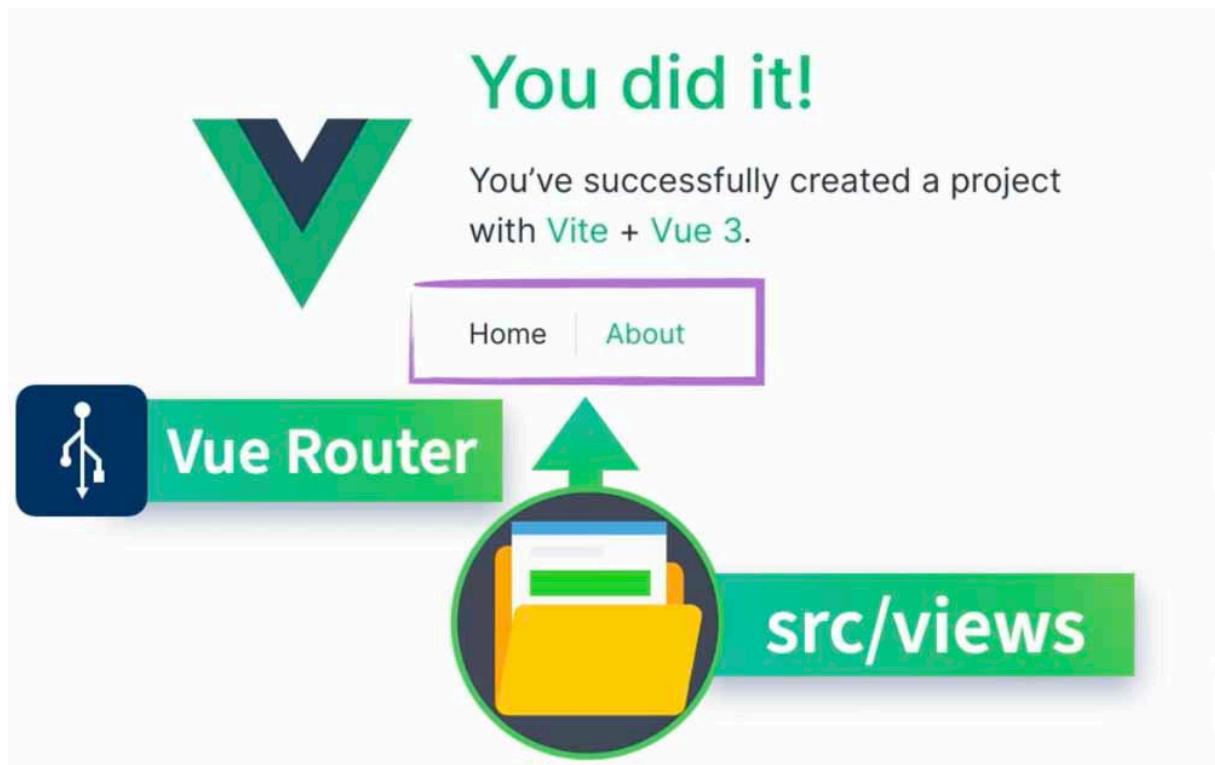 You did it!
You’ve successfully created a project
with Vite + Vue 3.
Home About
Vue Router
src/views